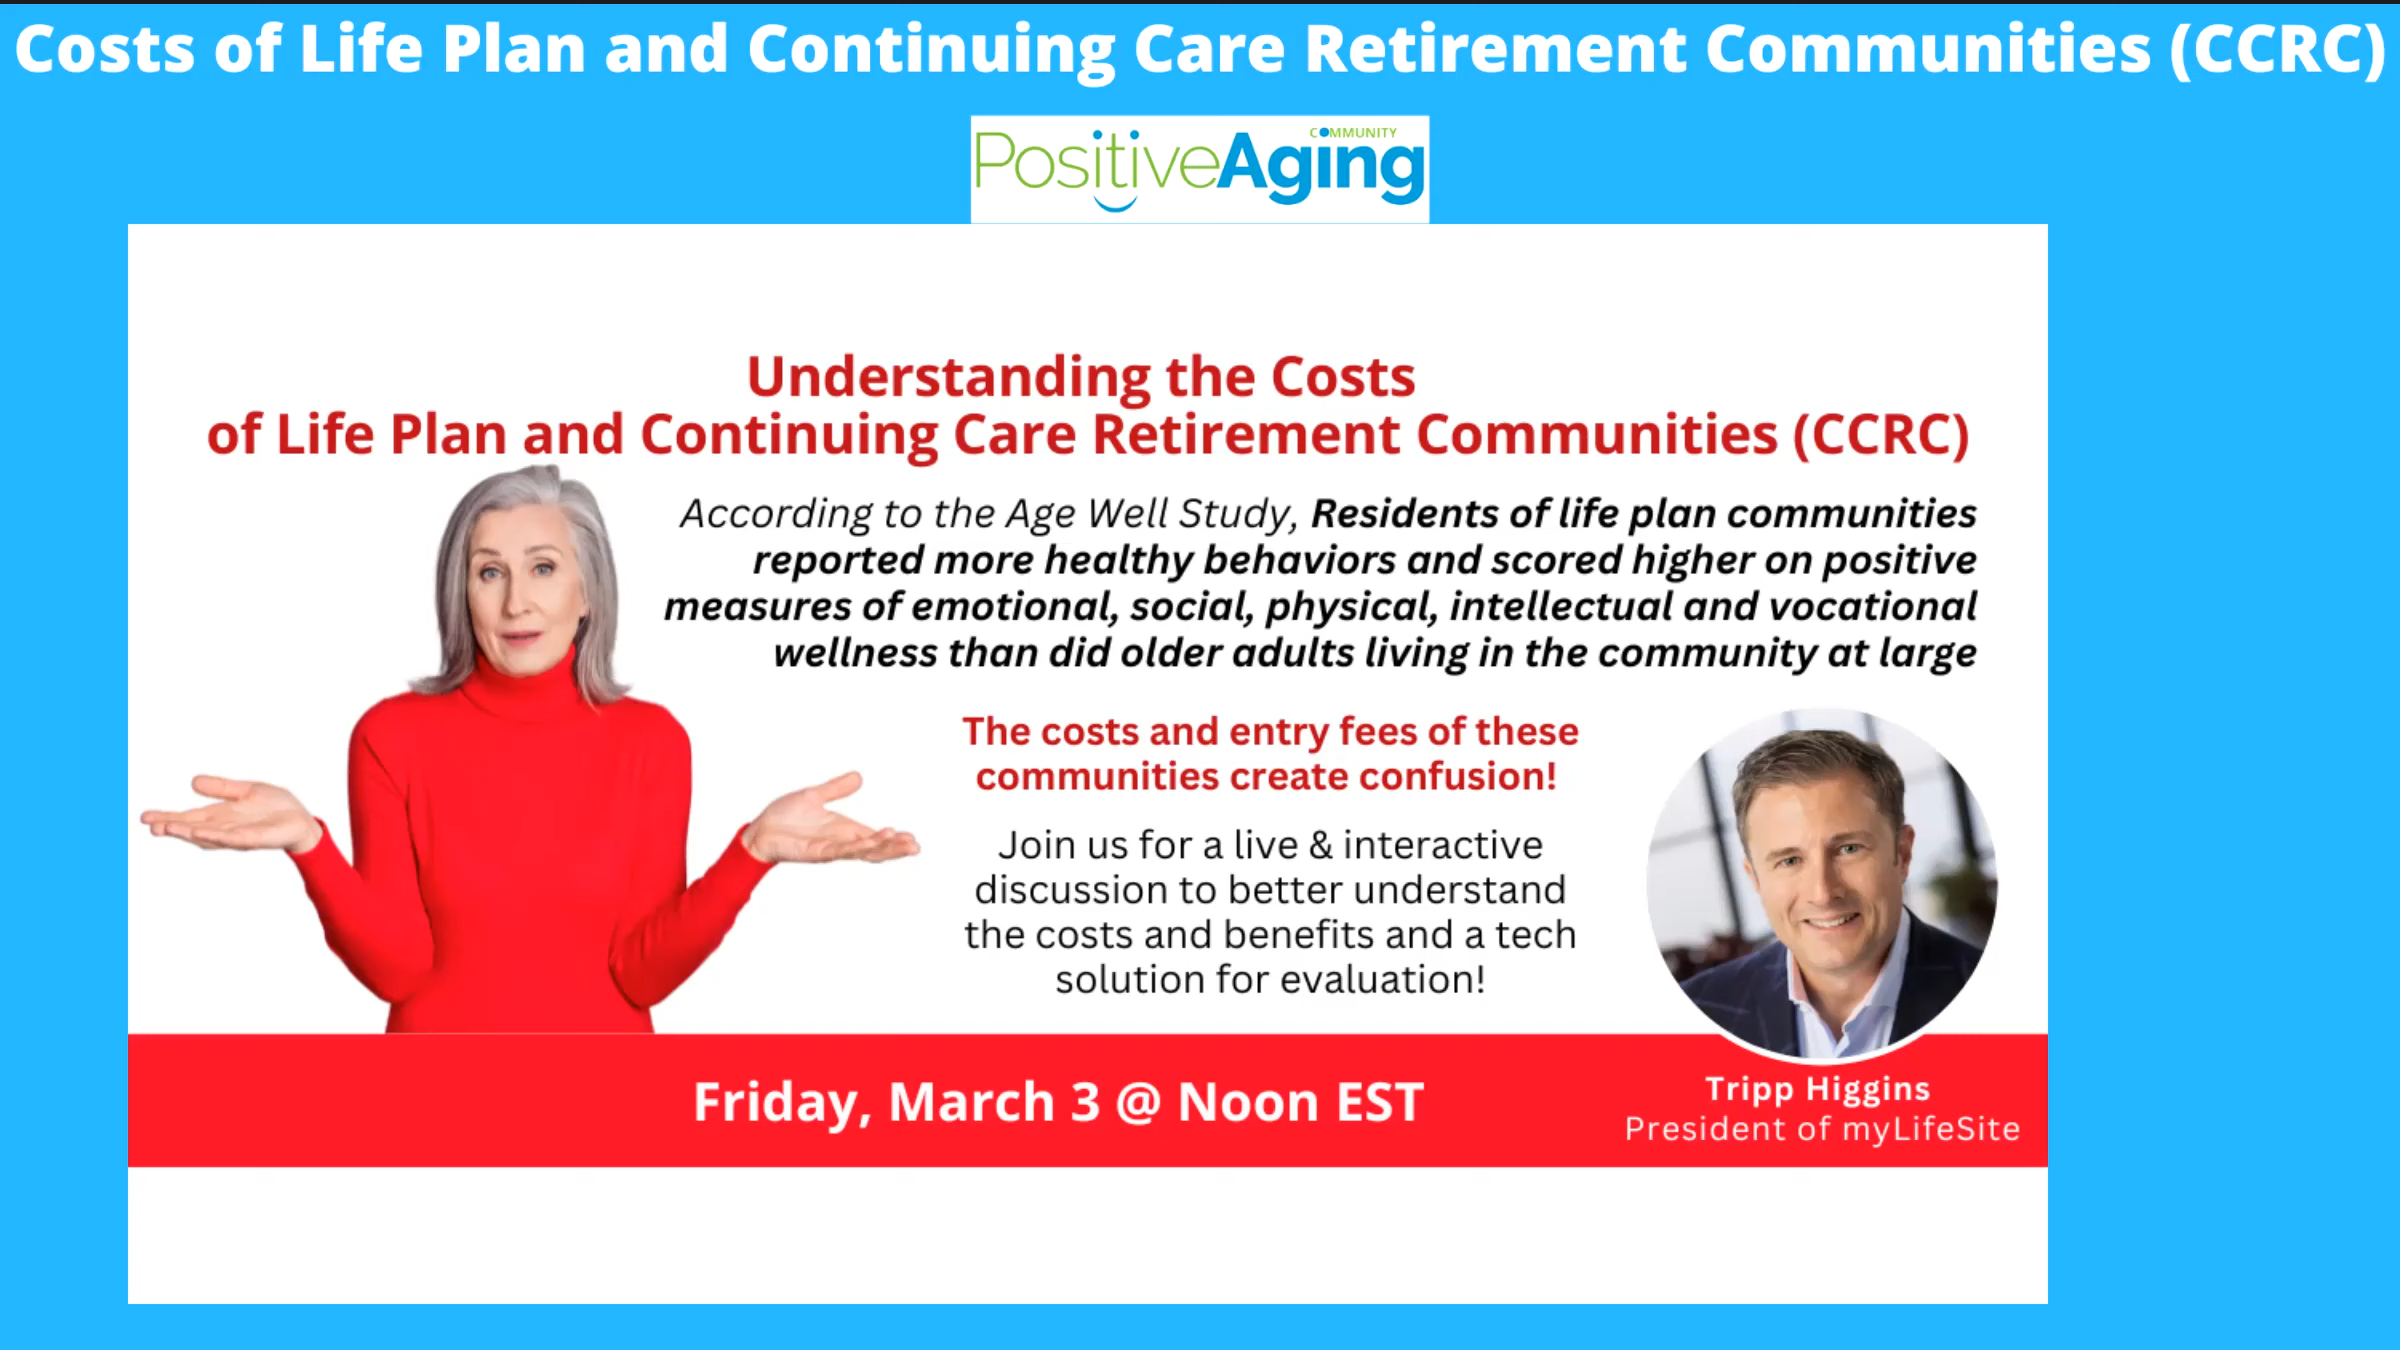 Costs of Life Plan and Continuing Care Retirement Communities (CCRC)
COMMUNITY
PositiveAging
Understanding the Costs
of Life Plan and Continuing Care Retirement Communities (CCRC)
According to the Age Well Study, Residents of life plan communities
reported more healthy behaviors and scored higher on positive
measures of emotional, social, physical, intellectual and vocational
wellness than did older adults living in the community at large
The costs and entry fees of these
communities create confusion!
Join us for a live & interactive
discussion to better understand
the costs and benefits and a tech
solution for evaluation!
Friday, March 3 @ Noon EST
Tripp Higgins
President of myLifeSite